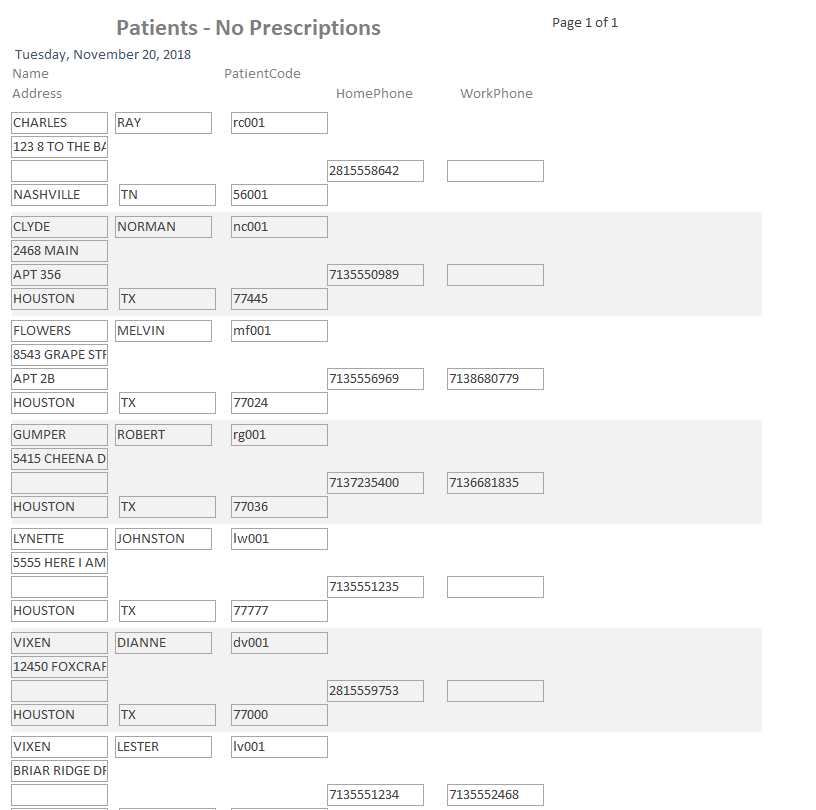 Patients - No Prescriptions
Page 1 of 1
Tuesday, November 20, 2018
Name PatientCode
Address HomePhone WorkPhone
CHARLES RAY rc001
123 8 TO THE BA
2815558642
NASHVILLE TN 56001
CLYDE NORMAN nc001
2468 MAIN
APT 356 7135550989
HOUSTON TX 77445
FLOWERS MELVIN mf001
8543 GRAPE STR
APT 2B 7135556969 7138680779
HOUSTON TX 77024
GUMPER ROBERT rg001
5415 CHEENA D
7137235400 7136681835
HOUSTON TX 77036
LYNETTE JOHNSTON lw001
5555 HERE I AM
7135551235
HOUSTON TX 77777
VIXEN DIANNE dv001
12450 FOXCRAF
2815559753
HOUSTON TX 77000
VIXEN LESTER lv001
BRIAR RIDGE DR
7135551234 7135552468